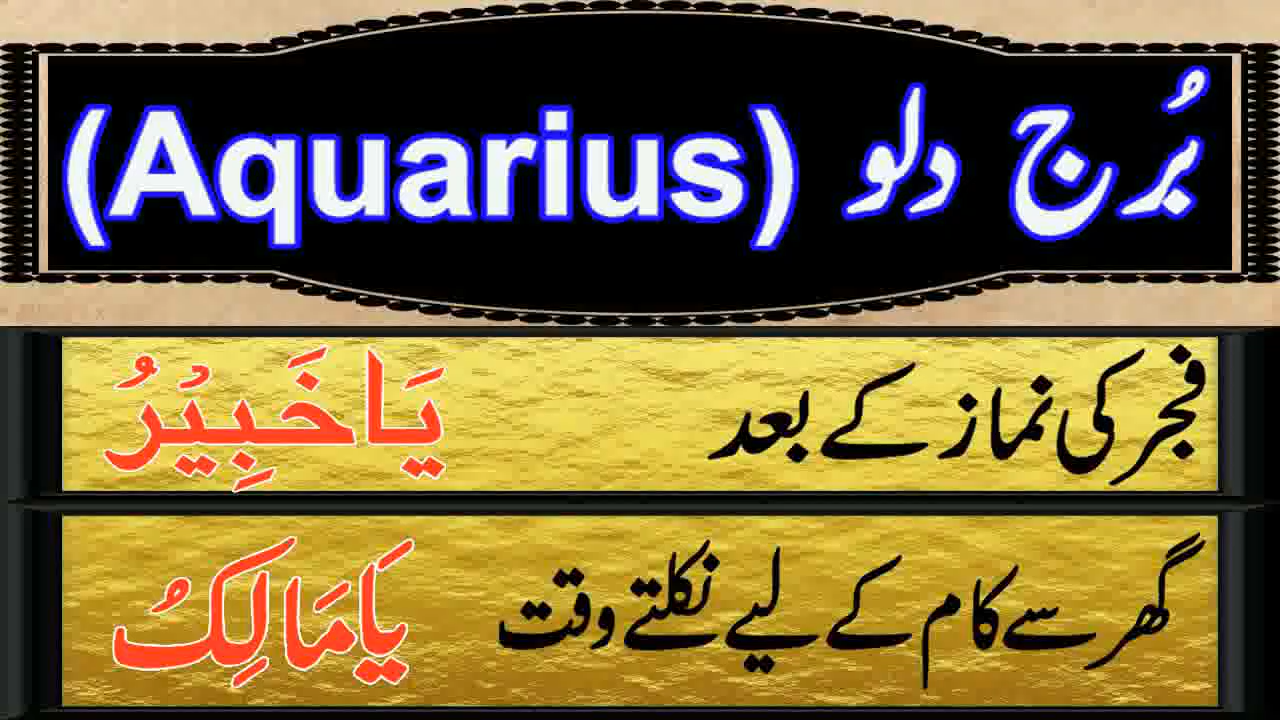 بُرج دلو (Aquarius)
فجر کی نماز کے بعد یَاخَبِیْرُ
گھر سے کام کے لیے نکلتے وقت یَامَالِکُ